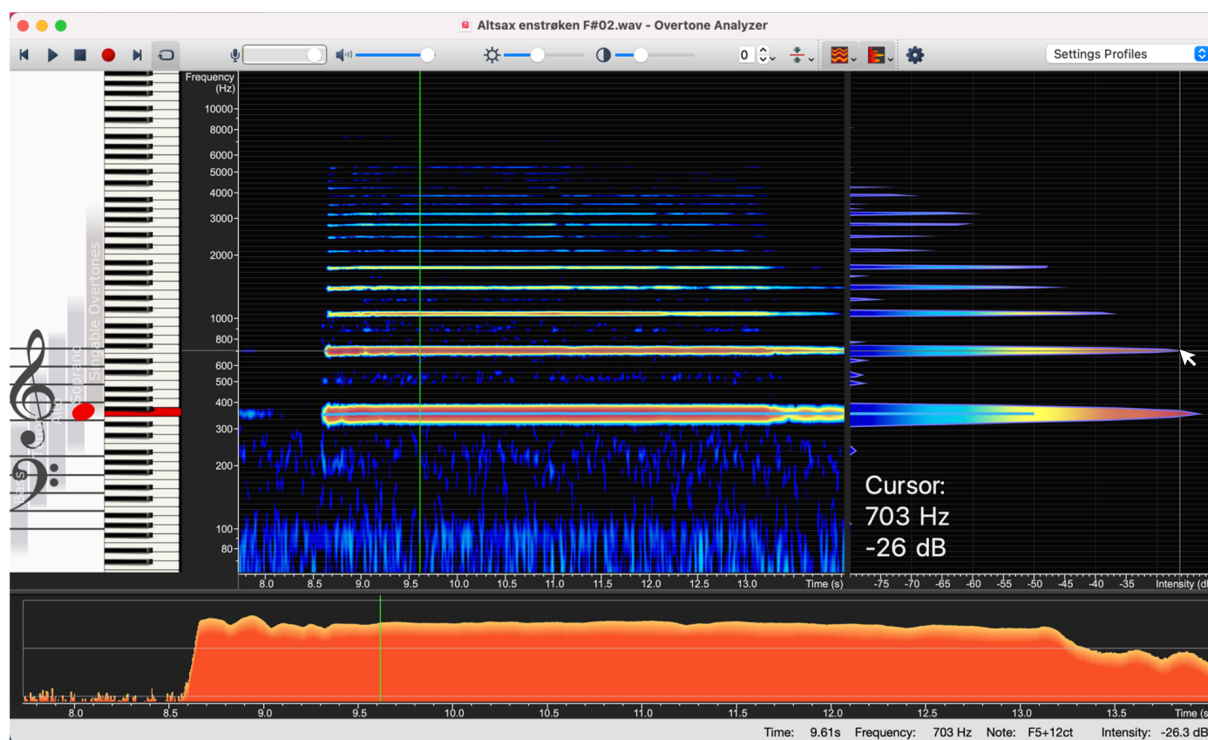 Altsax enstrøken F#02.wav - Overtone Analyzer
0
Settings Profiles
Frequency
(Hz)
10000
8000
6000
5000
4000
3000
2000
1000
800
600
500
400
300
200
100
80
Singable Overtones
Soprano
Bass
Cursor:
703 Hz
-26 dB
8.0 8.5 9.0 9.5 10.0 10.5 11.0 11.5 12.0 12.5 13.0 Time (s)
-75 -70 -65 -60 -55 -50 -45 -40 -35 Intensity (dB
8.0 8.5 9.0 9.5 10.0 10.5 11.0 11.5 12.0 12.5 13.0 13.5 Time (s
Time: 9.61s Frequency: 703 Hz Note: F5+12ct Intensity: -26.3 dB